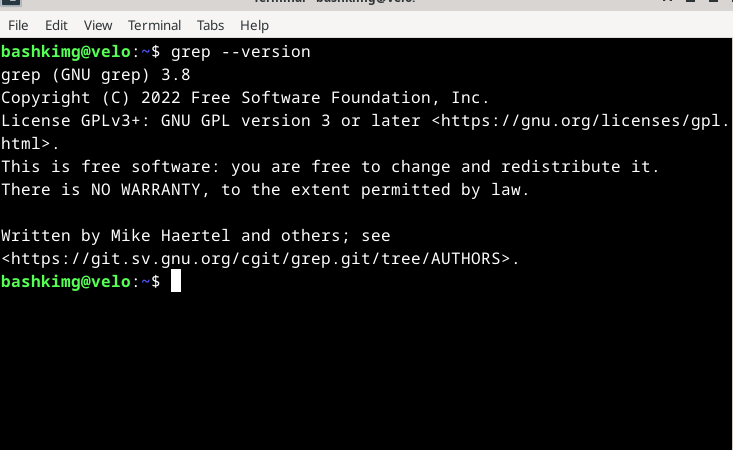 File Edit View Terminal Tabs Help
bashkimg@velo:~$ grep --version
grep (GNU grep) 3.8
Copyright (C) 2022 Free Software Foundation, Inc.
License GPLv3+: GNU GPL version 3 or later <https://gnu.org/licenses/gpl.
html>.
This is free software: you are free to change and redistribute it.
There is NO WARRANTY, to the extent permitted by law.

Written by Mike Haertel and others; see
<https://git.sv.gnu.org/cgit/grep.git/tree/AUTHORS>.
bashkimg@velo:~$